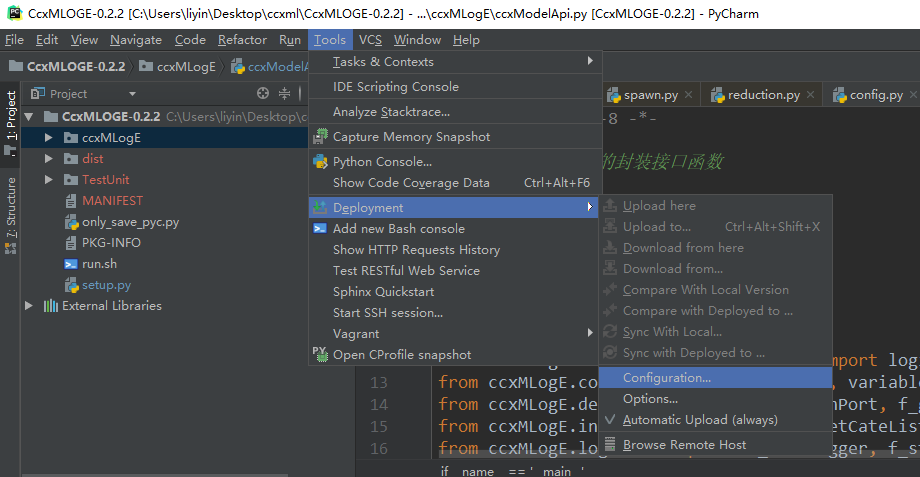 CcxMLOGE-0.2.2 [C:\Users\liyin\Desktop\ccxml\CcxMLOGE-0.2.2] - ...\ccxMLogE\ccxModelApi.py [CcxMLOGE-0.2.2] - PyCharm
File Edit View Navigate Code Refactor Run Tools VCS Window Help
CcxMLOGE-0.2.2 ccxMLogE ccxModelA
1: Project
7: Structure
Project
CcxMLOGE-0.2.2 C:\Users\liyin\Desktop\c
ccxMLogE
dist
TestUnit
MANIFEST
only_save_pyc.py
PKG-INFO
run.sh
setup.py
External Libraries
Tasks & Contexts
IDE Scripting Console
Analyze Stacktrace...
Capture Memory Snapshot
Python Console...
Show Code Coverage Data Ctrl+Alt+F6
Deployment
Add new Bash console
Show HTTP Requests History
Test RESTful Web Service
Sphinx Quickstart
Start SSH session...
Vagrant
Open CProfile snapshot
Upload here
Upload to... Ctrl+Alt+Shift+X
Download from here
Download from...
Compare With Local Version
Compare with Deployed to ...
Sync With Local...
Sync with Deployed to ...
Configuration...
Options...
Automatic Upload (always)
Browse Remote Host
spawn.py reduction.py config.py
-8 -*-
的封装接口函数
mport log
13 from ccxMLogE.co , variable
14 from ccxMLogE.de nPort, f_
15 from ccxMLogE.in etCateList
16 from ccxMLogE.lo gger, f_s
if __name__ == '__main__'